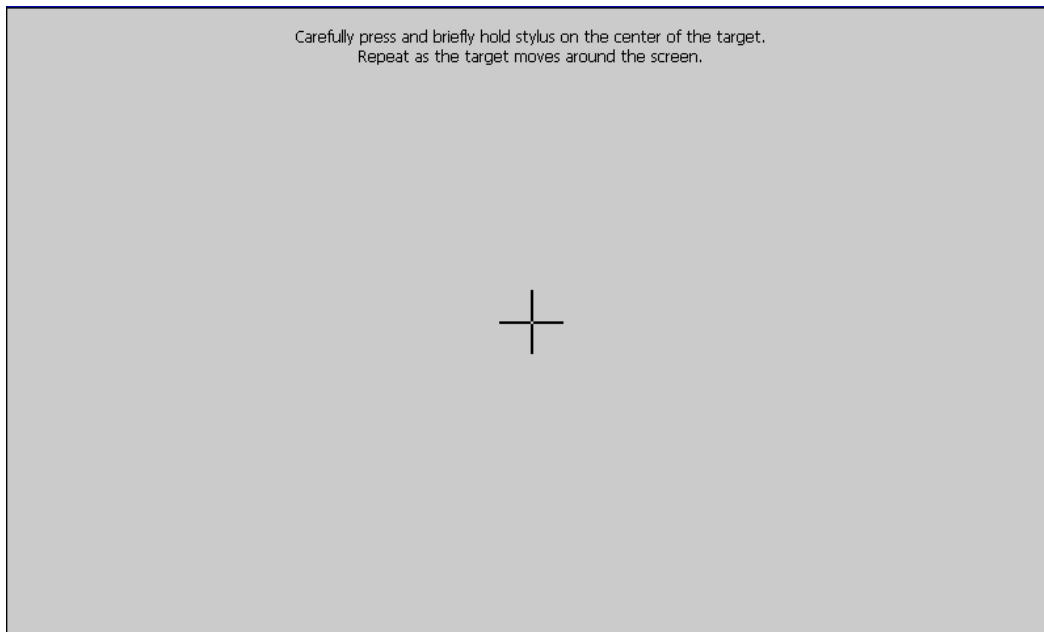 Carefully press and briefly hold stylus on the center of the target.
Repeat as the target moves around the screen.